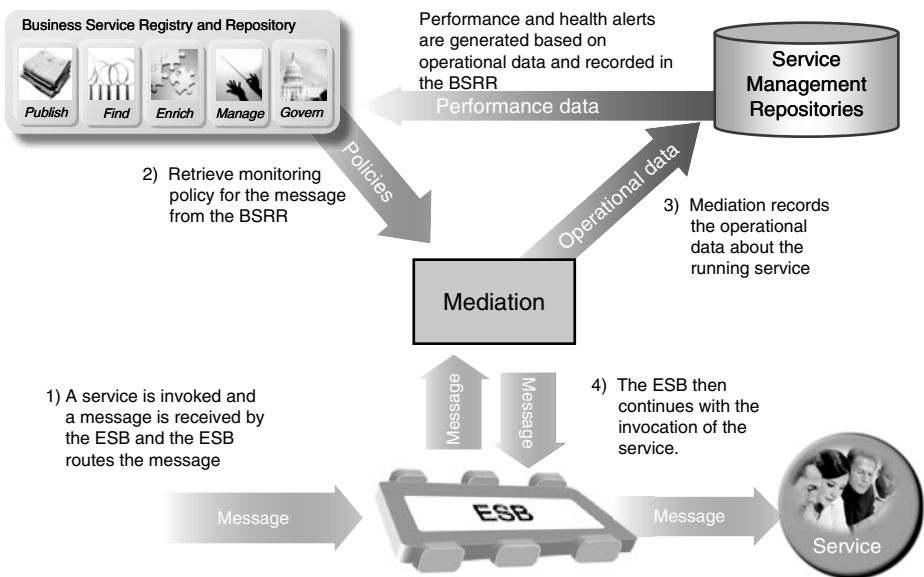 Business Service Registry and Repository
Publish
Find
Enrich
Manage
Govern
Performance and health alerts
are generated based on
operational data and recorded in
the BSRR
Performance data
Service
Management
Repositories
2) Retrieve monitoring
policy for the message
from the BSRR
Policies
Operational data
3) Mediation records
the operational
data about the
running service
Mediation
1) A service is invoked and
a message is received by
the ESB and the ESB
routes the message
Message
Message
4) The ESB then
continues with the
invocation of the
service.
Message
ESB
Message
Service